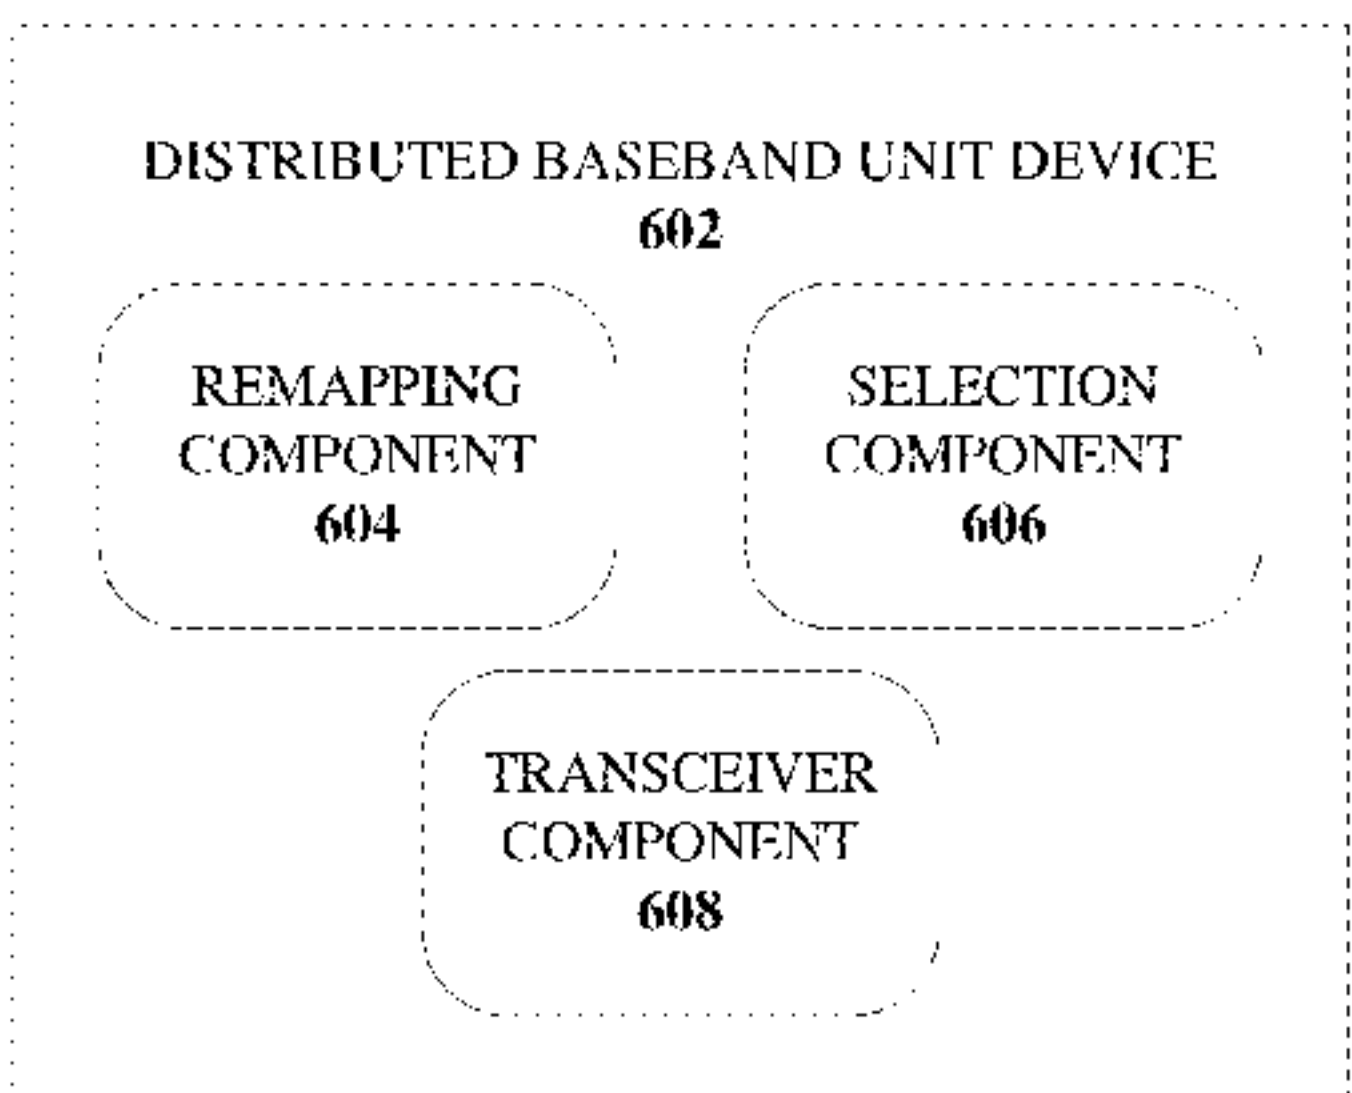 DISTRIBUTED BASEBAND UNIT DEVICE
602
REMAPPING
COMPONENT
604
SELECTION
COMPONENT
606
TRANSCEIVER
COMPONENT
608